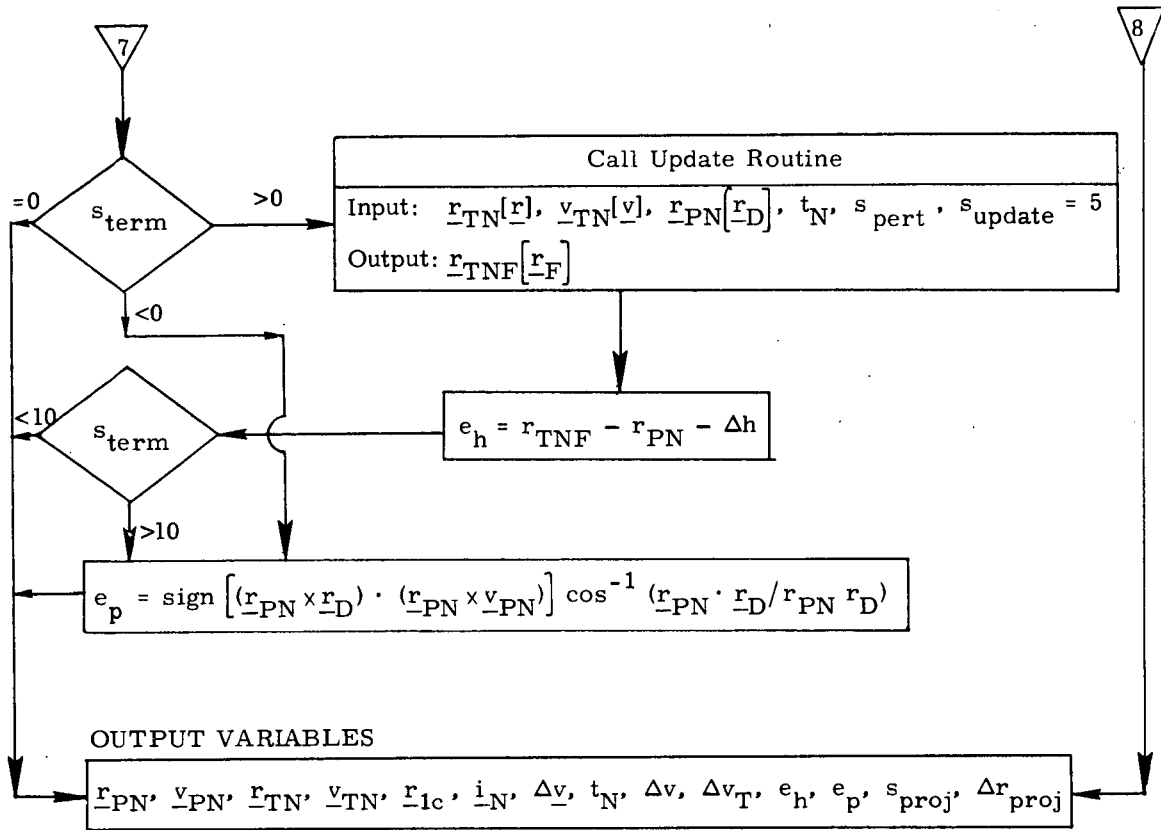 7
8
Call Update Routine
=0
s_term
>0
Input: r_TN[r], v_TN[v], r_PN[r_D], t_N, s_pert, s_update = 5
Output: r_TNF[r_F]
<0
<10
s_term
e_h = r_TNF − r_PN − Δh
>10
e_p = sign [(r_PN × r_D) · (r_PN × v_PN)] cos^-1 (r_PN · r_D/r_PN r_D)
OUTPUT VARIABLES
r_PN, v_PN, r_TN, v_TN, r_1c, i_N, Δv, t_N, Δv, Δv_T, e_h, e_p, s_proj, Δr_proj